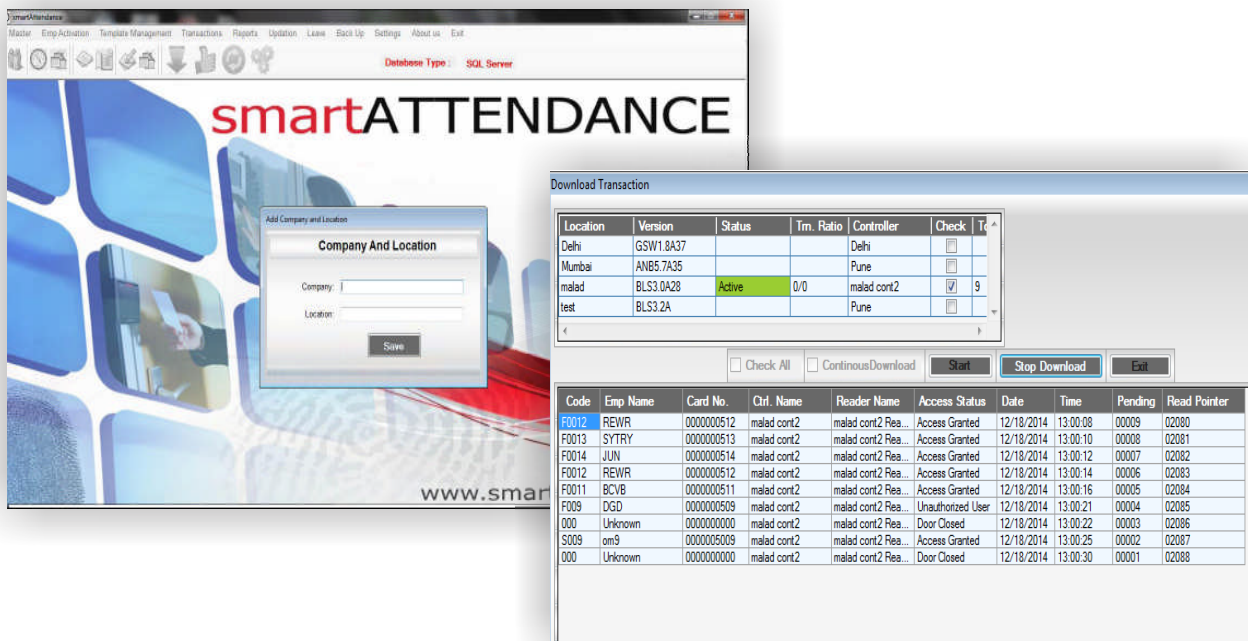 smartAttendance
Master Emp Activation Template Management Transactions Reports Updation Leave Back Up Settings About us Exit
Database Type : SQL Server
smartATTENDANCE
Add Company and Location
Company And Location
Company:
Location:
Save
www.smar
Download Transaction
Location Version Status Trn. Ratio Controller Check To
Delhi GSW1.8A37 Delhi
Mumbai ANB5.7A35 Pune
malad BLS3.0A28 Active 0/0 malad cont2 9
test BLS3.2A Pune
Check All ContinousDownload Start Stop Download Exit
Code Emp Name Card No. Ctrl. Name Reader Name Access Status Date Time Pending Read Pointer
F0012 REWR 0000000512 malad cont2 malad cont2 Rea... Access Granted 12/18/2014 13:00:08 00009 02080
F0013 SYTRY 0000000513 malad cont2 malad cont2 Rea... Access Granted 12/18/2014 13:00:10 00008 02081
F0014 JUN 0000000514 malad cont2 malad cont2 Rea... Access Granted 12/18/2014 13:00:12 00007 02082
F0012 REWR 0000000512 malad cont2 malad cont2 Rea... Access Granted 12/18/2014 13:00:14 00006 02083
F0011 BCVB 0000000511 malad cont2 malad cont2 Rea... Access Granted 12/18/2014 13:00:16 00005 02084
F009 DGD 0000000509 malad cont2 malad cont2 Rea... Unauthorized User 12/18/2014 13:00:21 00004 02085
000 Unknown 0000000000 malad cont2 malad cont2 Rea... Door Closed 12/18/2014 13:00:22 00003 02086
S009 om9 0000005009 malad cont2 malad cont2 Rea... Access Granted 12/18/2014 13:00:25 00002 02087
000 Unknown 0000000000 malad cont2 malad cont2 Rea... Door Closed 12/18/2014 13:00:30 00001 02088